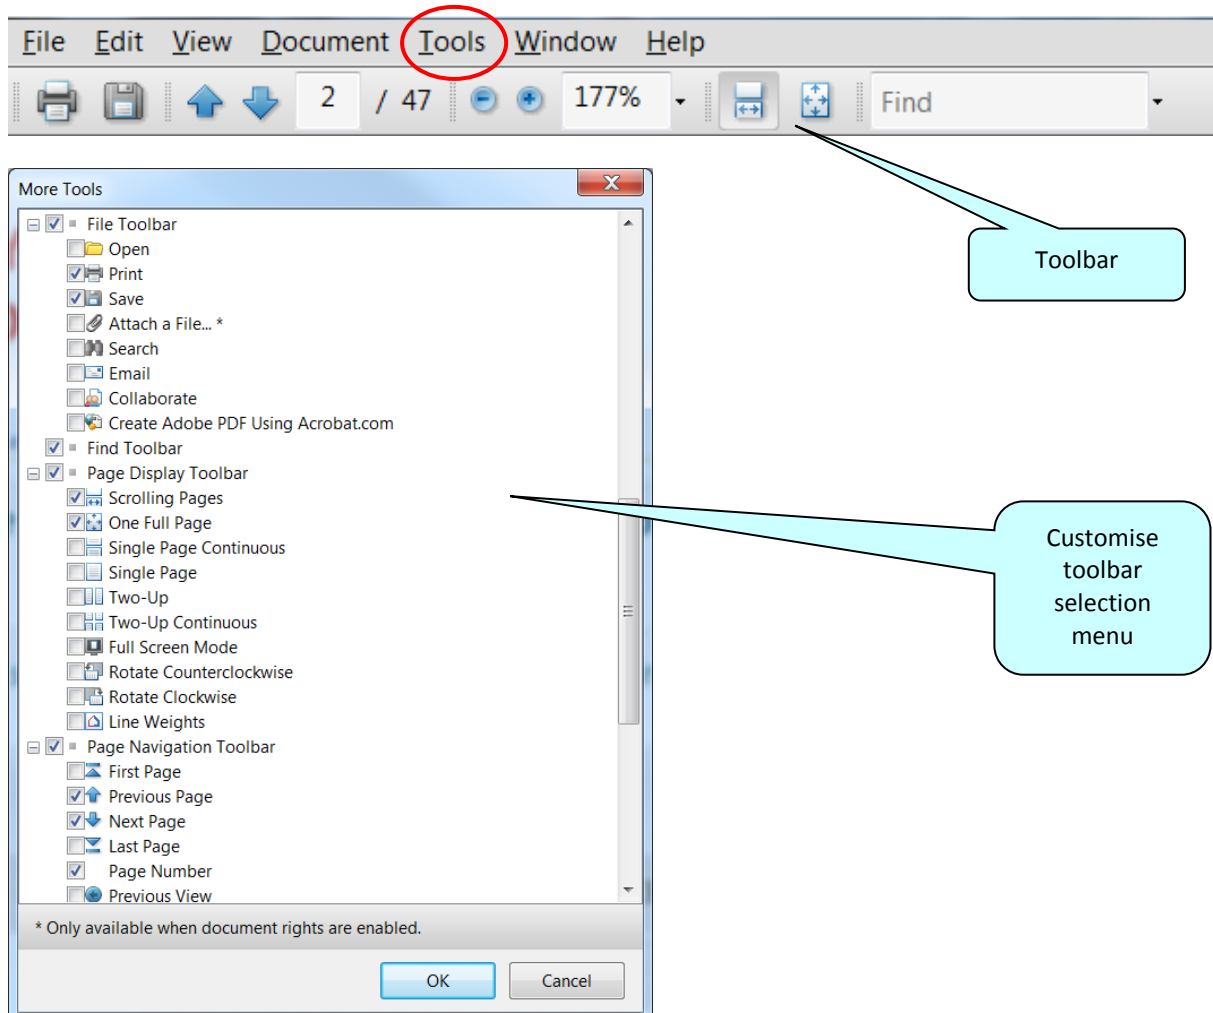 File Edit View Document Tools Window Help
2 / 47 177% Find
Toolbar
More Tools
File Toolbar
Open
Print
Save
Attach a File... *
Search
Email
Collaborate
Create Adobe PDF Using Acrobat.com
Find Toolbar
Page Display Toolbar
Scrolling Pages
One Full Page
Single Page Continuous
Single Page
Two-Up
Two-Up Continuous
Full Screen Mode
Rotate Counterclockwise
Rotate Clockwise
Line Weights
Page Navigation Toolbar
First Page
Previous Page
Next Page
Last Page
Page Number
Previous View
* Only available when document rights are enabled.
OK Cancel
Customise
toolbar
selection
menu